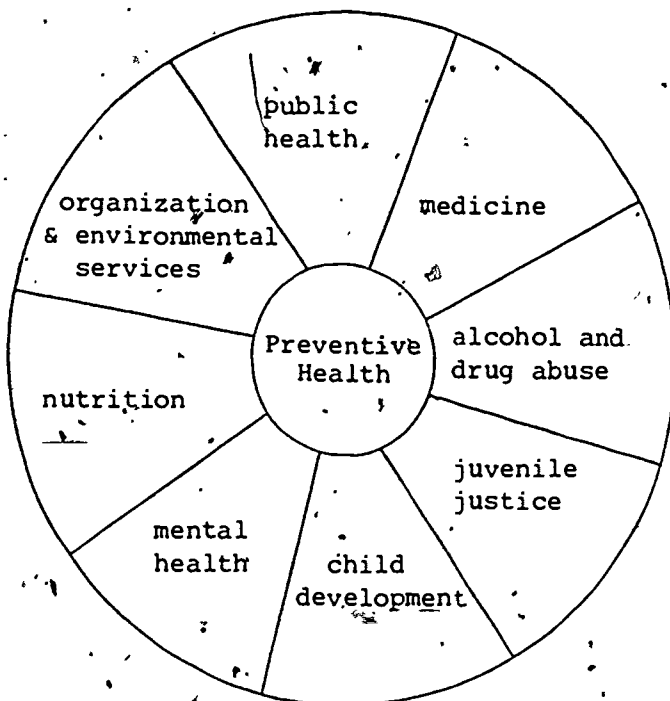 public
health
medicine
alcohol and
drug abuse
juvenile
justice
child
development
mental
health
nutrition
organization
& environmental
services
Preventive
Health